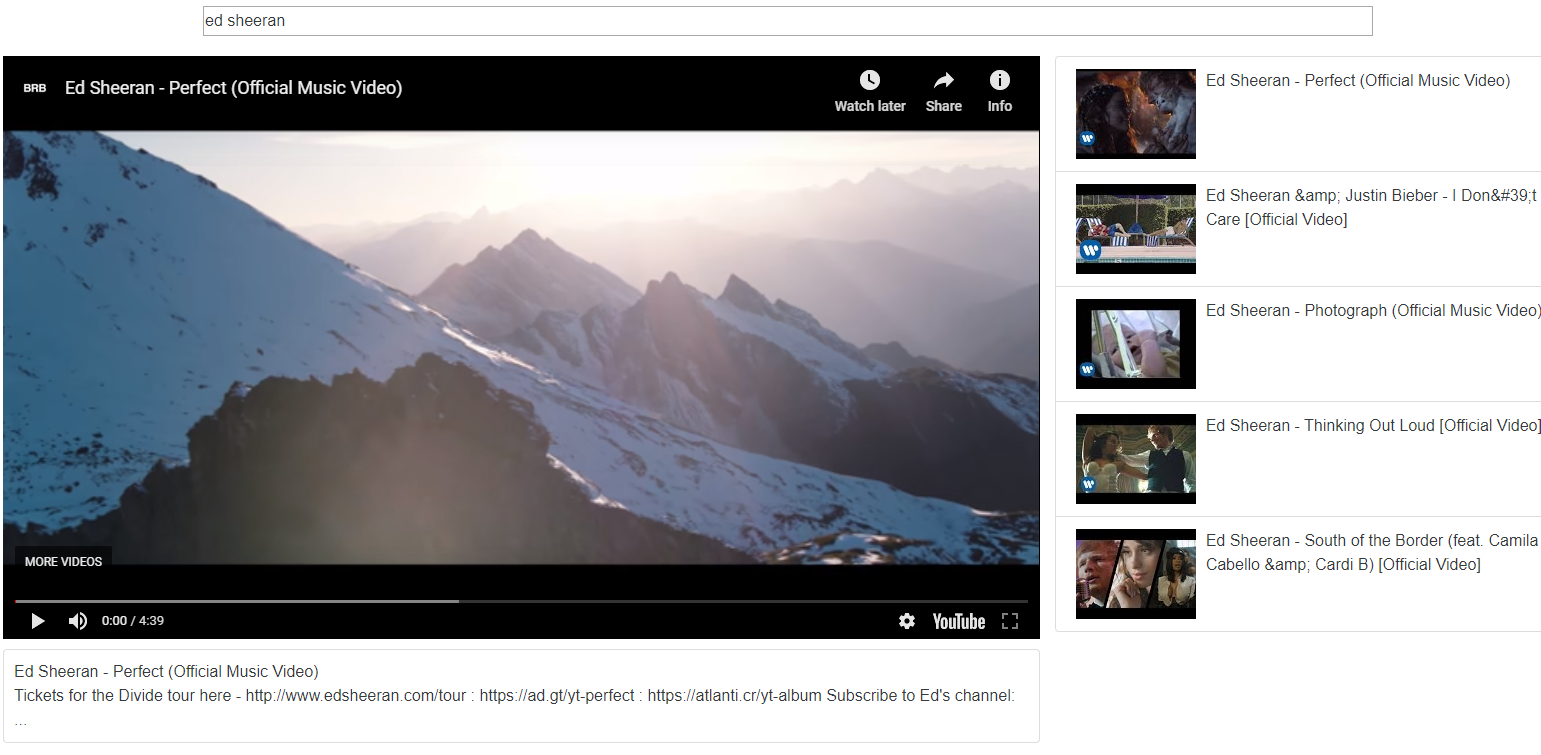 ed sheeran
BRB
Ed Sheeran - Perfect (Official Music Video)
Watch later
Share
Info
MORE VIDEOS
0:00 / 4:39
YouTube
Ed Sheeran - Perfect (Official Music Video)
Tickets for the Divide tour here - http://www.edsheeran.com/tour : https://ad.gt/yt-perfect : https://atlanti.cr/yt-album Subscribe to Ed's channel:
...
Ed Sheeran - Perfect (Official Music Video)
Ed Sheeran &amp; Justin Bieber - I Don&#39;t
Care [Official Video]
Ed Sheeran - Photograph (Official Music Video)
Ed Sheeran - Thinking Out Loud [Official Video]
Ed Sheeran - South of the Border (feat. Camila
Cabello &amp; Cardi B) [Official Video]